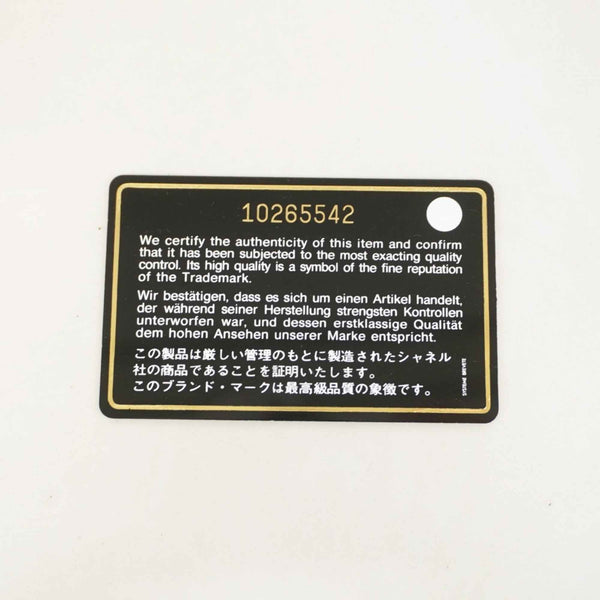 10265542
We certify the authenticity of this item and confirm
that it has been subjected to the most exacting quality
control. Its high quality is a symbol of the fine reputation
of the Trademark.
Wir bestätigen, dass es sich um einen Artikel handelt,
der während seiner Herstellung strengsten Kontrollen
unterworfen war, und dessen erstklassige Qualität
dem hohen Ansehen unserer Marke entspricht.
この製品は厳しい管理のもとに製造されたシャネル
社の商品であることを証明いたします。
このブランド・マークは最高級品質の象徴です。
SYSTEME BREVETE